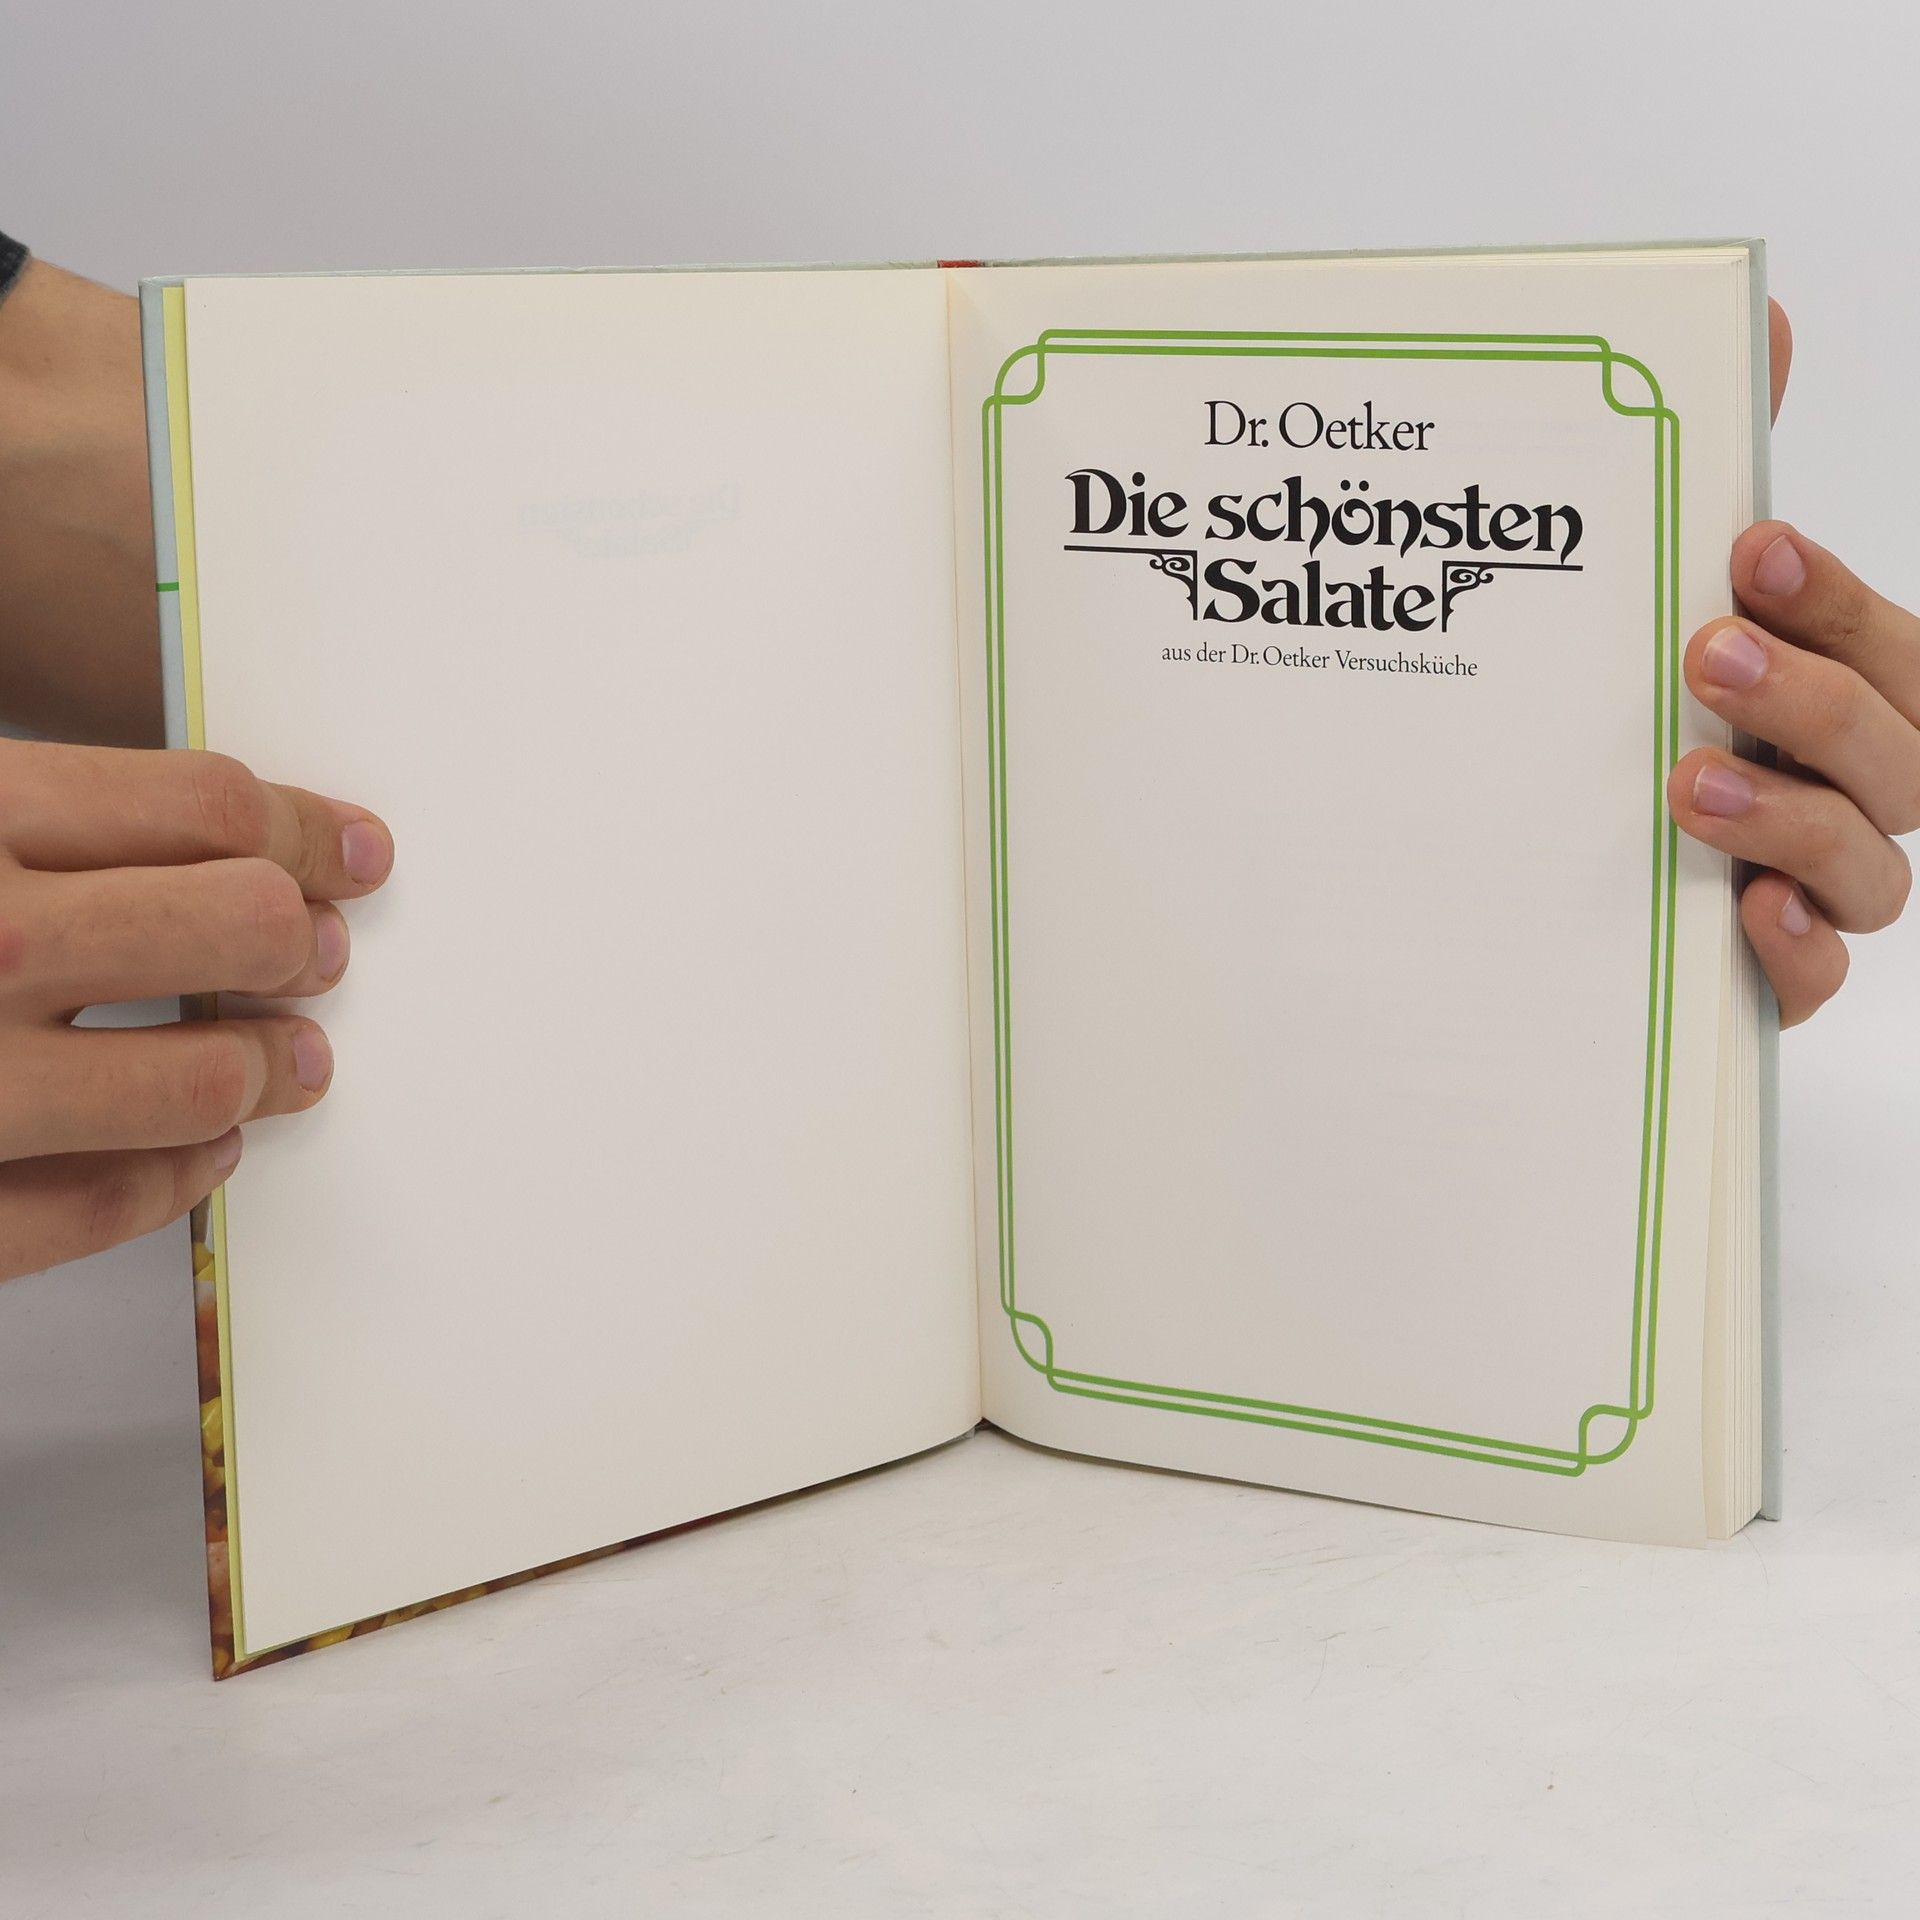 Dr. Oetker
Die schönsten
Salate
aus der Dr. Oetker Versuchsküche